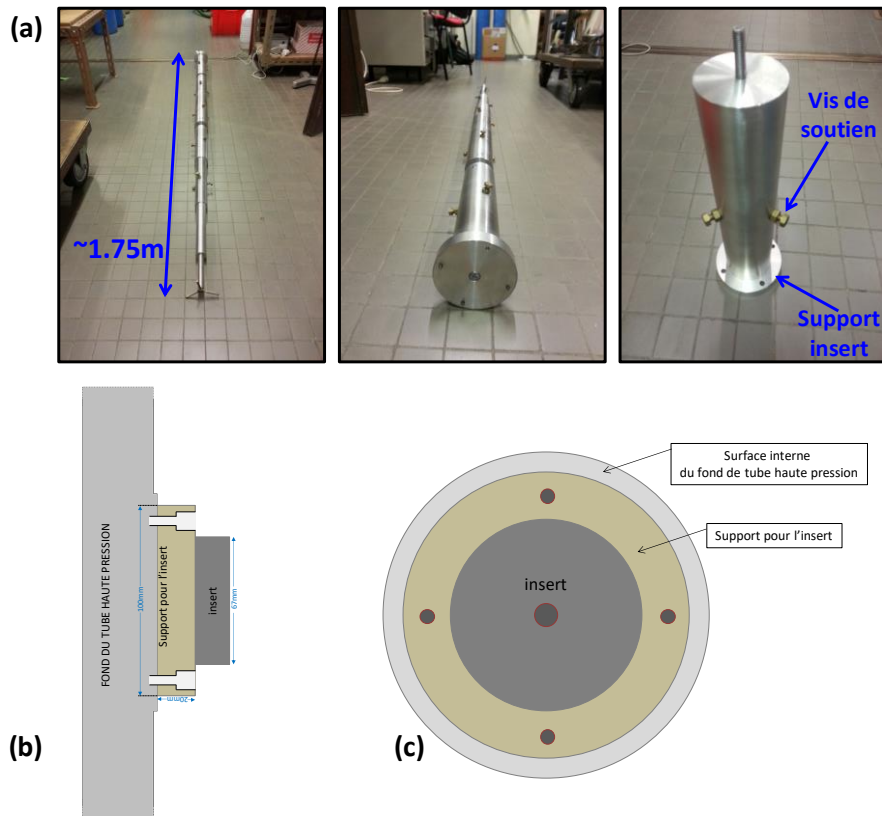 (a)
~1.75m
Vis de
soutien
Support
insert
FOND DU TUBE HAUTE PRESSION
100mm
Support pour l’insert
insert
67mm
20mm
(b)
Surface interne
du fond de tube haute pression
Support pour l’insert
insert
(c)